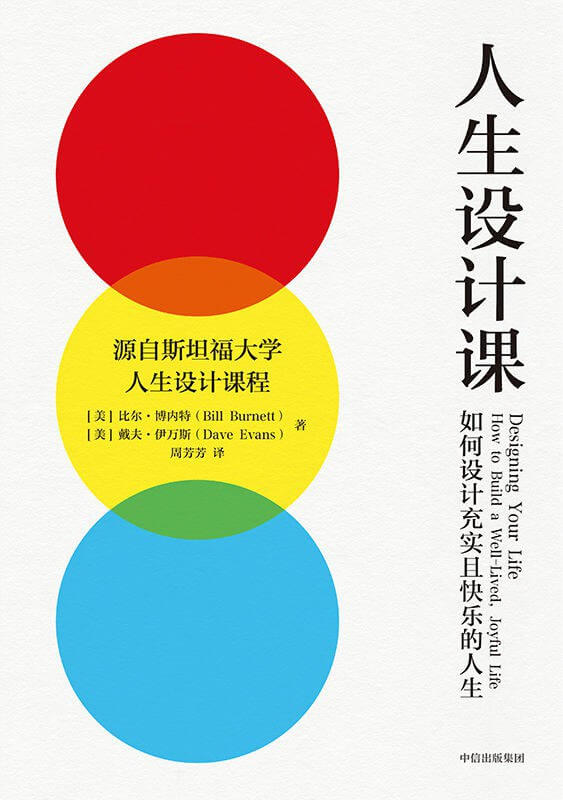 人生设计课
Designing Your Life
How to Build a Well-Lived, Joyful Life
如何设计充实且快乐的人生
源自斯坦福大学
人生设计课程
[美] 比尔·博内特（Bill Burnett）
[美] 戴夫·伊万斯（Dave Evans）
著
周芳芳 译
中信出版集团